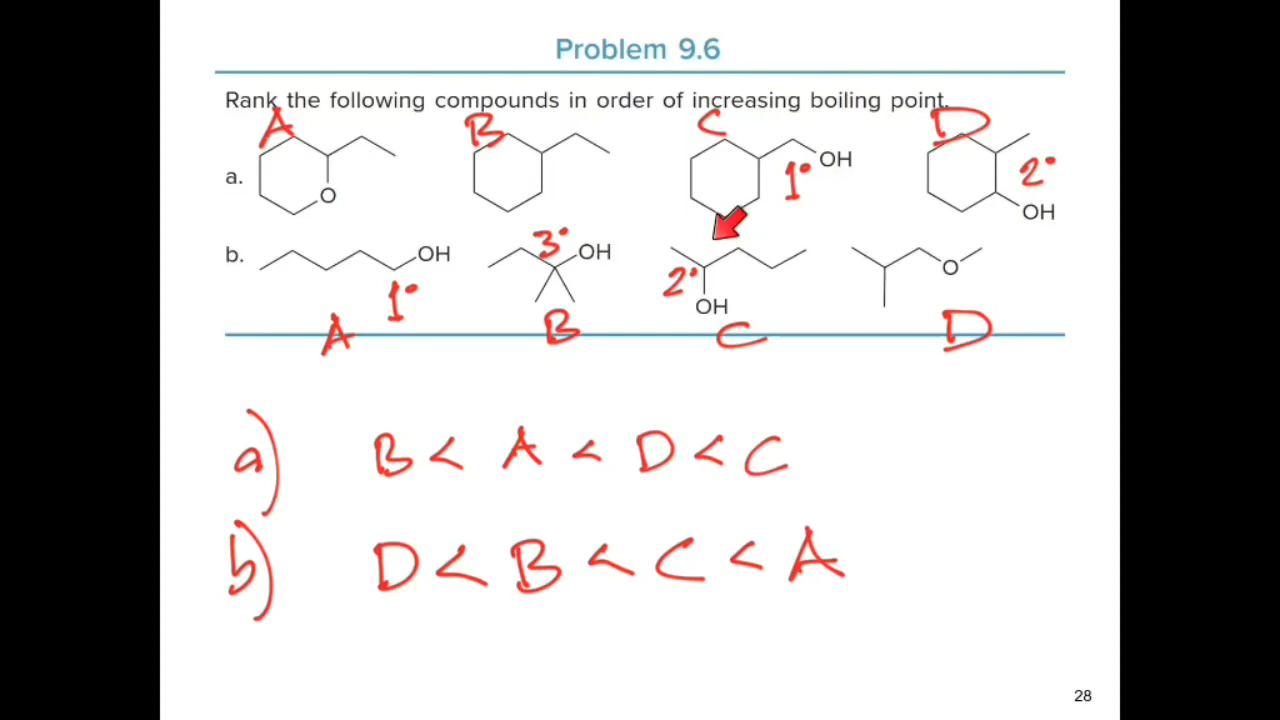 Problem 9.6
Rank the following compounds in order of increasing boiling point.
A B C D
a. O 1° OH 2° OH
b. OH 1° 3° OH 2° OH O
A B C D
a) B < A < D < C
b) D < B < C < A
28